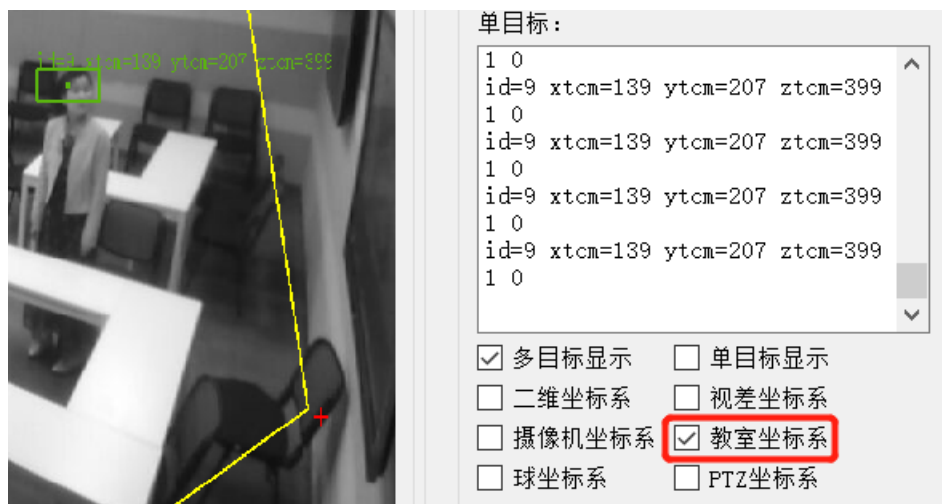 id=9 xtcm=139 ytcm=207 ztcm=399
单目标：
1 0
id=9 xtcm=139 ytcm=207 ztcm=399
1 0
id=9 xtcm=139 ytcm=207 ztcm=399
1 0
id=9 xtcm=139 ytcm=207 ztcm=399
1 0
id=9 xtcm=139 ytcm=207 ztcm=399
1 0
多目标显示 单目标显示
二维坐标系 视差坐标系
摄像机坐标系 教室坐标系
球坐标系 PTZ坐标系